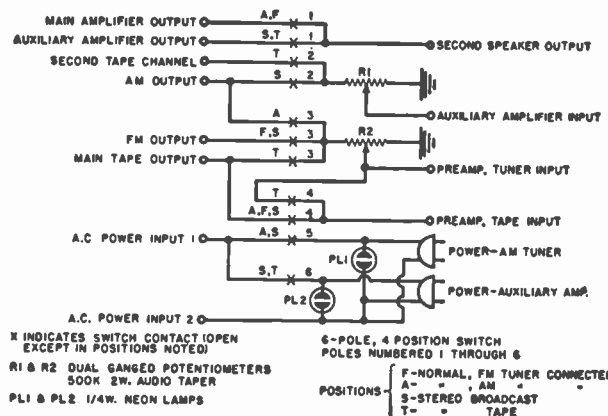 MAIN AMPLIFIER OUTPUT
A,F 1
AUXILIARY AMPLIFIER OUTPUT
S,T 1
SECOND SPEAKER OUTPUT
SECOND TAPE CHANNEL
T 2
AM OUTPUT
S 2
R1
AUXILIARY AMPLIFIER INPUT
A 3
FM OUTPUT
F,S 3
R2
MAIN TAPE OUTPUT
T 3
PREAMP, TUNER INPUT
T 4
A,F,S 4
PREAMP, TAPE INPUT
A.C POWER INPUT 1
A,S 5
POWER-AM TUNER
PL1
S,T 6
POWER-AUXILIARY AMP.
PL2
A.C. POWER INPUT 2
X INDICATES SWITCH CONTACT (OPEN
EXCEPT IN POSITIONS NOTED)
R1 & R2 DUAL GANGED POTENTIOMETERS
500K 2W. AUDIO TAPER
PL1 & PL2 1/4W. NEON LAMPS
6-POLE, 4 POSITION SWITCH
POLES NUMBERED 1 THROUGH 6
POSITIONS
F-NORMAL, FM TUNER CONNECTED
A- " , AM " "
S-STEREO BROADCAST
T- " TAPE